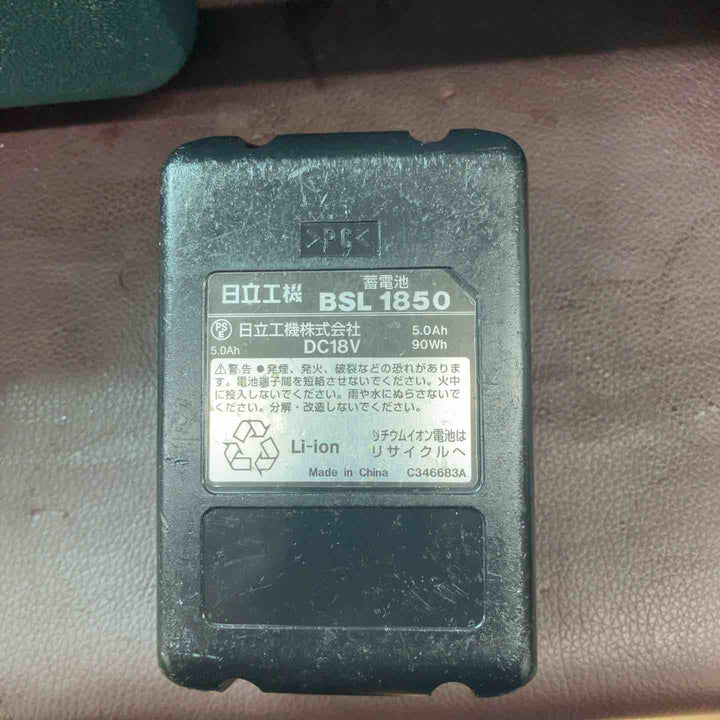 >PC<
日立工機 蓄電池 BSL 1850
PSE 日立工機株式会社 5.0Ah
5.0Ah DC18V 90Wh
⚠警告 ●発煙、発火、破裂などの恐れがありま
す。電池端子間を短絡させないでください。火中
に投入しないでください。雨や水にぬらさないで
ください。分解・改造しないでください。
Li-ion リチウムイオン電池は
リサイクルへ
Made in China C346683A